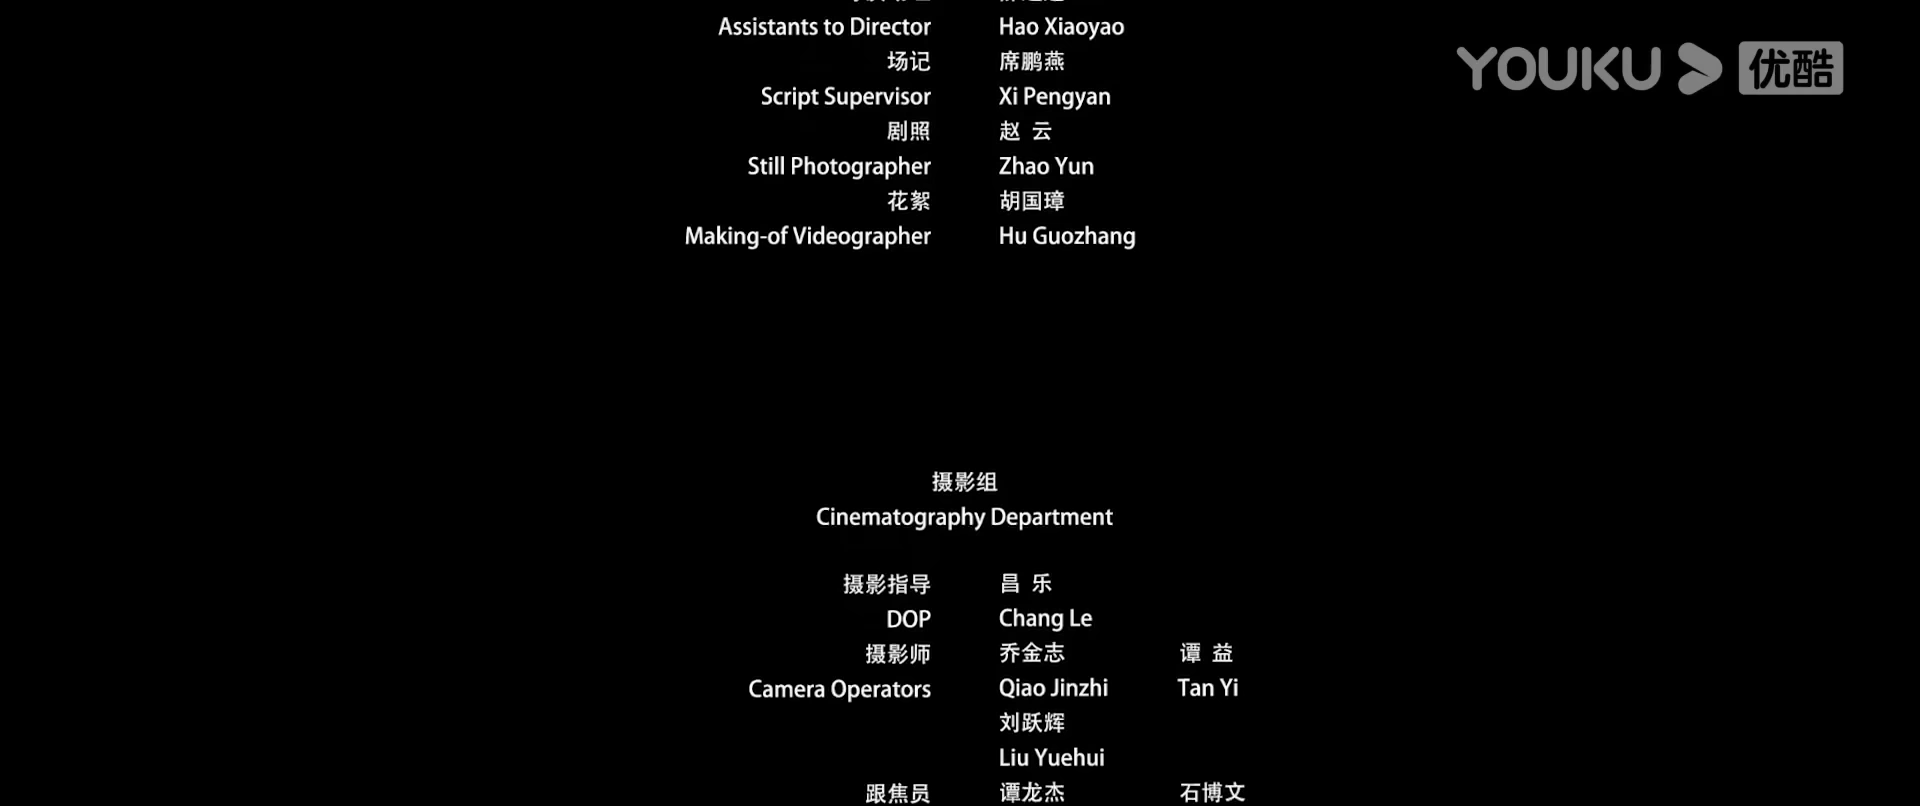 Assistants to Director Hao Xiaoyao
场记 席鹏燕
Script Supervisor Xi Pengyan
剧照 赵 云
Still Photographer Zhao Yun
花絮 胡国璋
Making-of Videographer Hu Guozhang
YOUKU 优酷
摄影组
Cinematography Department
摄影指导 昌 乐
DOP Chang Le
摄影师 乔金志 谭 益
Camera Operators Qiao Jinzhi Tan Yi
刘跃辉
Liu Yuehui
跟焦员 谭龙杰 石博文